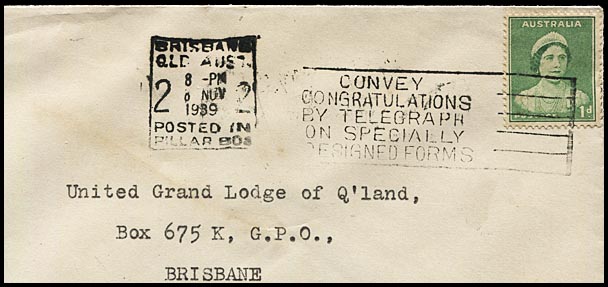 BRISBANE
QLD AUST.
8 -PM
8 NOV
2 2
1939
POSTED IN
PILLAR BOX
CONVEY
CONGRATULATIONS
BY TELEGRAPH
ON SPECIALLY
DESIGNED FORMS
AUSTRALIA
1d
United Grand Lodge of Q'land,
Box 675 K, G.P.O.,
BRISBANE